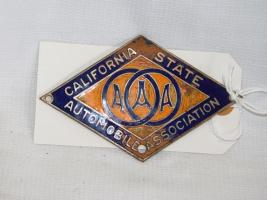 CALIFORNIA STATE
AAA
AUTOMOBILE ASSOCIATION